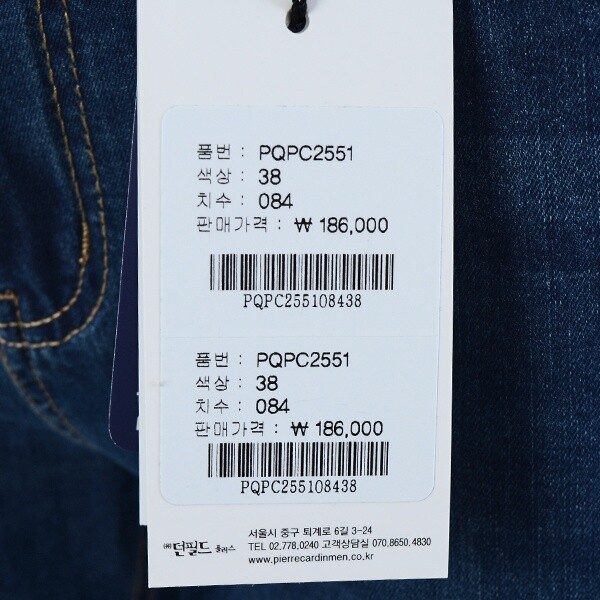 품번 : PQPC2551
색상 : 38
치수 : 084
판매가격 : ₩ 186,000
PQPC255108438
품번 : PQPC2551
색상 : 38
치수 : 084
판매가격 : ₩ 186,000
PQPC255108438
㈜던필드 플러스
서울시 중구 퇴계로 6길 3-24
TEL 02.778.0240 고객상담실 070.8650.4830
www.pierrecardinmen.co.kr